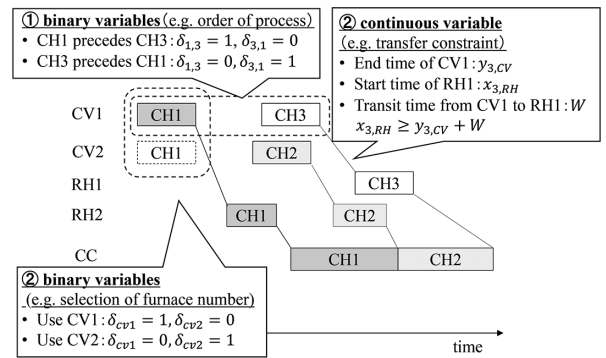 ① binary variables(e.g. order of process)
• CH1 precedes CH3:δ1,3 = 1, δ3,1 = 0
• CH3 precedes CH1:δ1,3 = 0, δ3,1 = 1
② continuous variable
(e.g. transfer constraint)
• End time of CV1:y3,CV
• Start time of RH1:x3,RH
• Transit time from CV1 to RH1:W
x3,RH ≥ y3,CV + W
CV1
CH1
CH3
CV2
CH1
CH2
RH1
CH3
RH2
CH1
CH2
CC
CH1
CH2
② binary variables
(e.g. selection of furnace number)
• Use CV1:δcv1 = 1, δcv2 = 0
• Use CV2:δcv1 = 0, δcv2 = 1
time